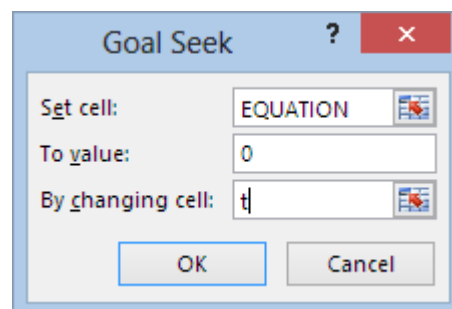 Goal Seek ? ×
Set cell: EQUATION
To value: 0
By changing cell: t
OK Cancel